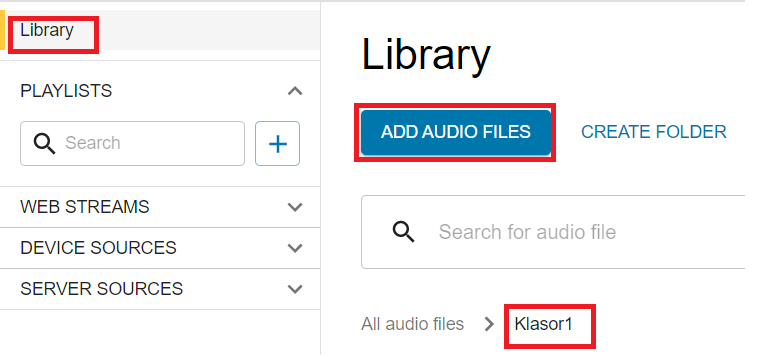 Library
PLAYLISTS
Search
WEB STREAMS
DEVICE SOURCES
SERVER SOURCES
Library
ADD AUDIO FILES
CREATE FOLDER
Search for audio file
All audio files > Klasor1